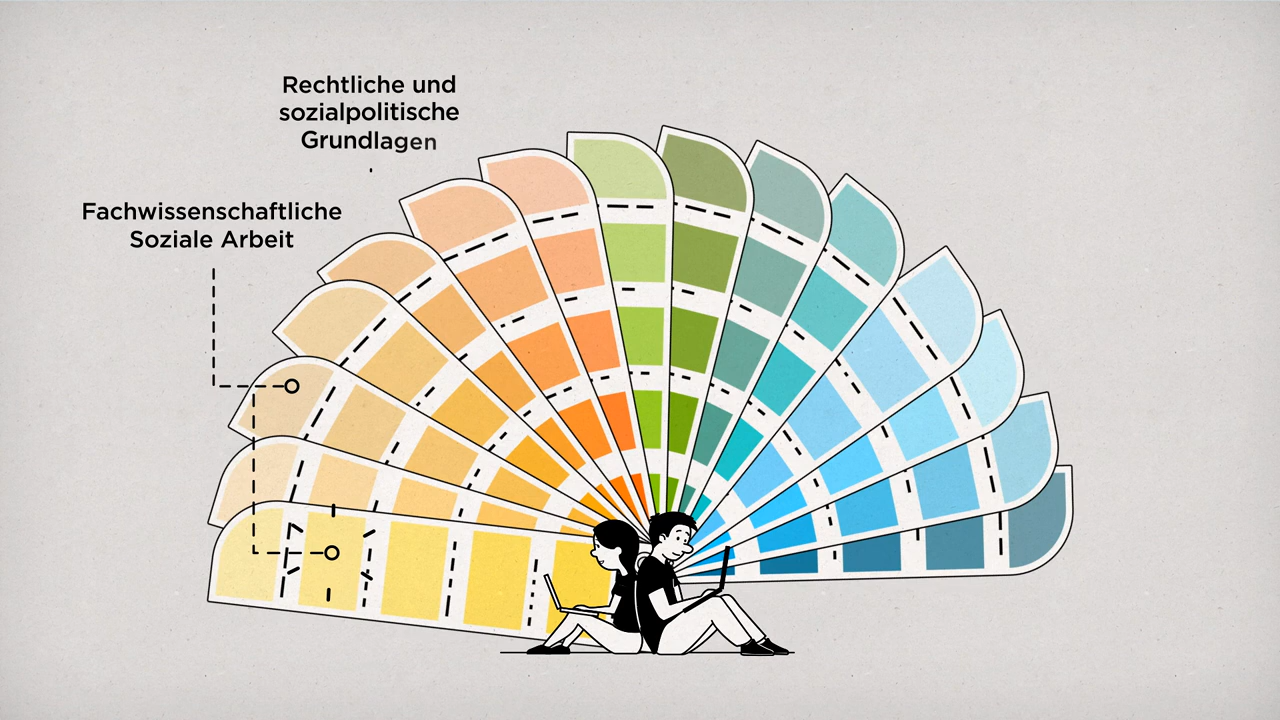 Rechtliche und
sozialpolitische
Grundlagen
Fachwissenschaftliche
Soziale Arbeit